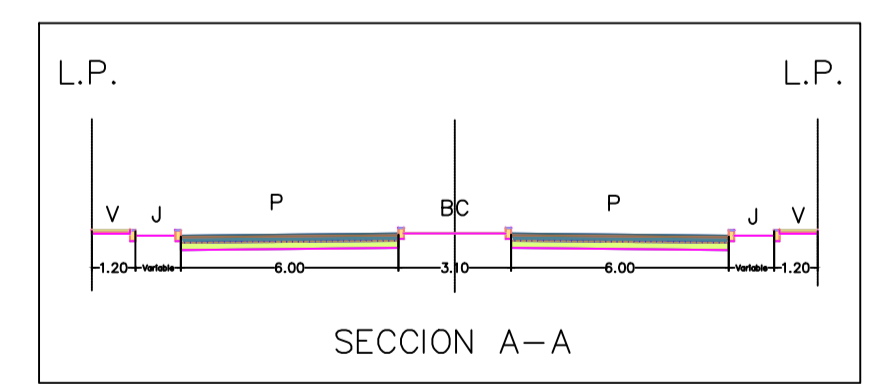 L.P. L.P.
V J P BC P J V
1.20 Variable 6.00 3.10 6.00 Variable 1.20
SECCION A-A